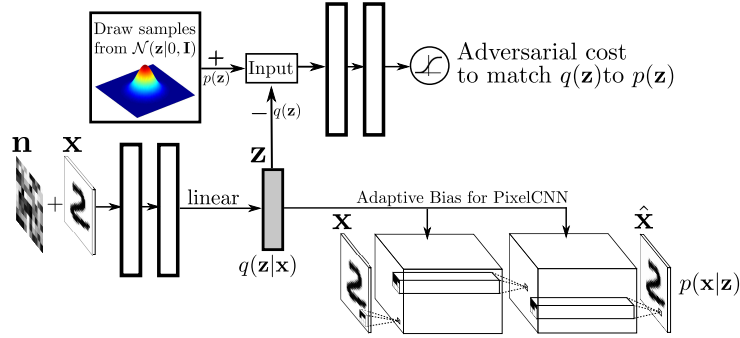 Draw samples
from 𝒩(z|0, I)
+
p(z)
Input
Adversarial cost
to match q(z)to p(z)
− q(z)
n
x
z
+
linear
q(z|x)
Adaptive Bias for PixelCNN
x
x̂
p(x|z)